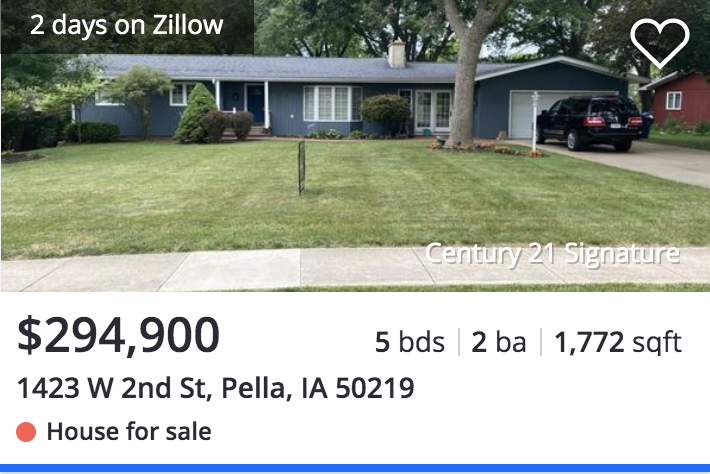 2 days on Zillow
Century 21 Signature
$294,900 5 bds 2 ba 1,772 sqft
1423 W 2nd St, Pella, IA 50219
House for sale